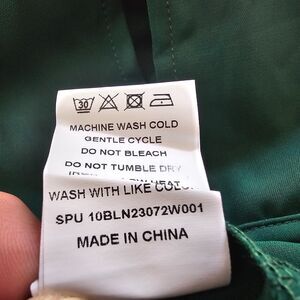 30
MACHINE WASH COLD
GENTLE CYCLE
DO NOT BLEACH
DO NOT TUMBLE DRY
WASH WITH LIKE COLO
SPU 10BLN23072W001
MADE IN CHINA